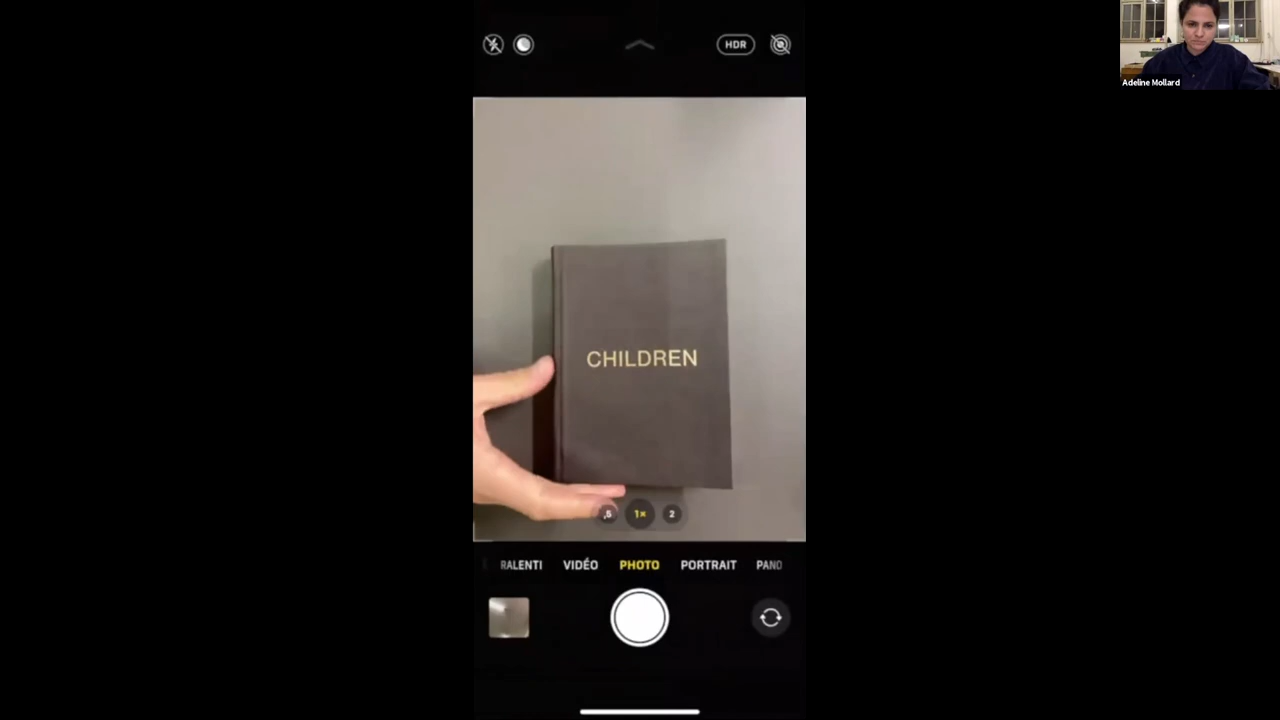 HDR
Adeline Mollard
CHILDREN
,5 1× 2
RALENTI VIDÉO PHOTO PORTRAIT PANO